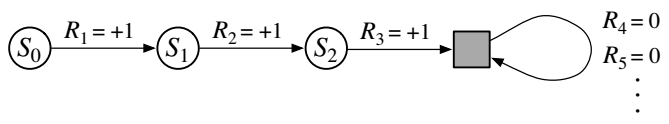 S₀ R₁ = +1 S₁ R₂ = +1 S₂ R₃ = +1
R₄ = 0
R₅ = 0
⋮